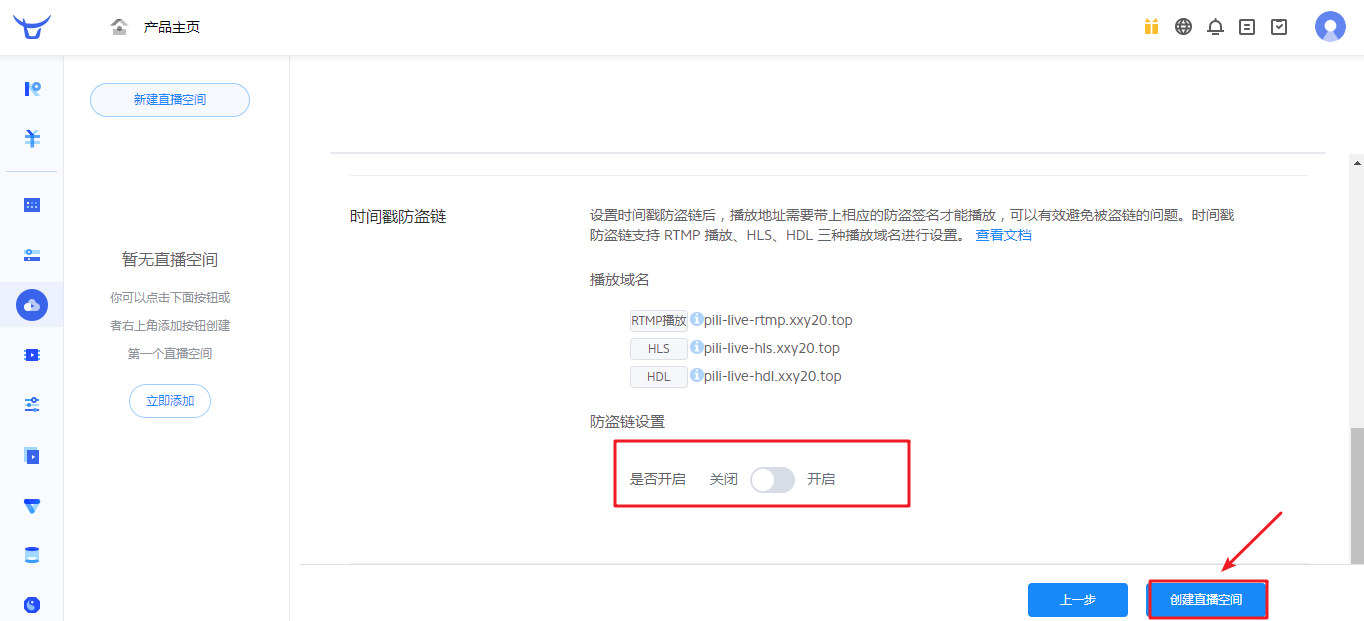 产品主页
新建直播空间
暂无直播空间
你可以点击下面按钮或
者右上角添加按钮创建
第一个直播空间
立即添加
时间戳防盗链
设置时间戳防盗链后，播放地址需要带上相应的防盗签名才能播放，可以有效避免被盗链的问题。时间戳
防盗链支持 RTMP 播放、HLS、HDL 三种播放域名进行设置。 查看文档
播放域名
RTMP播放 pili-live-rtmp.xxy20.top
HLS pili-live-hls.xxy20.top
HDL pili-live-hdl.xxy20.top
防盗链设置
是否开启 关闭 开启
上一步 创建直播空间